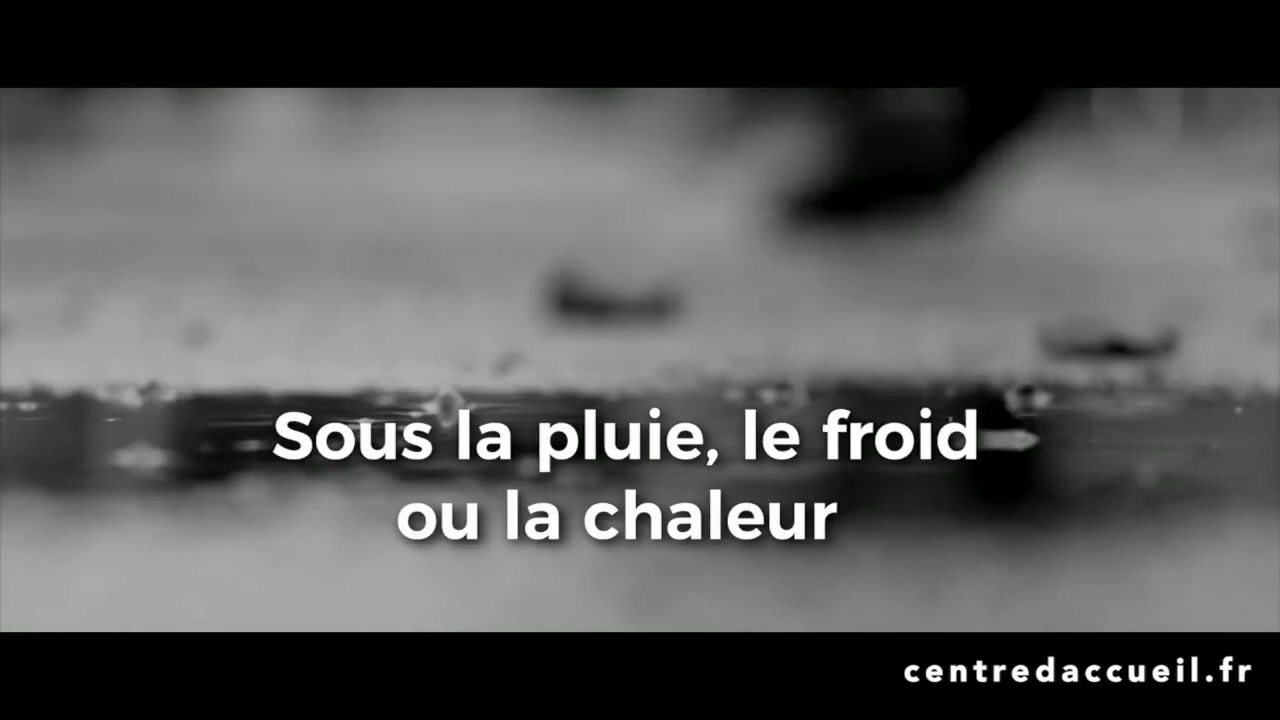 Sous la pluie, le froid
ou la chaleur
centredaccueil.fr